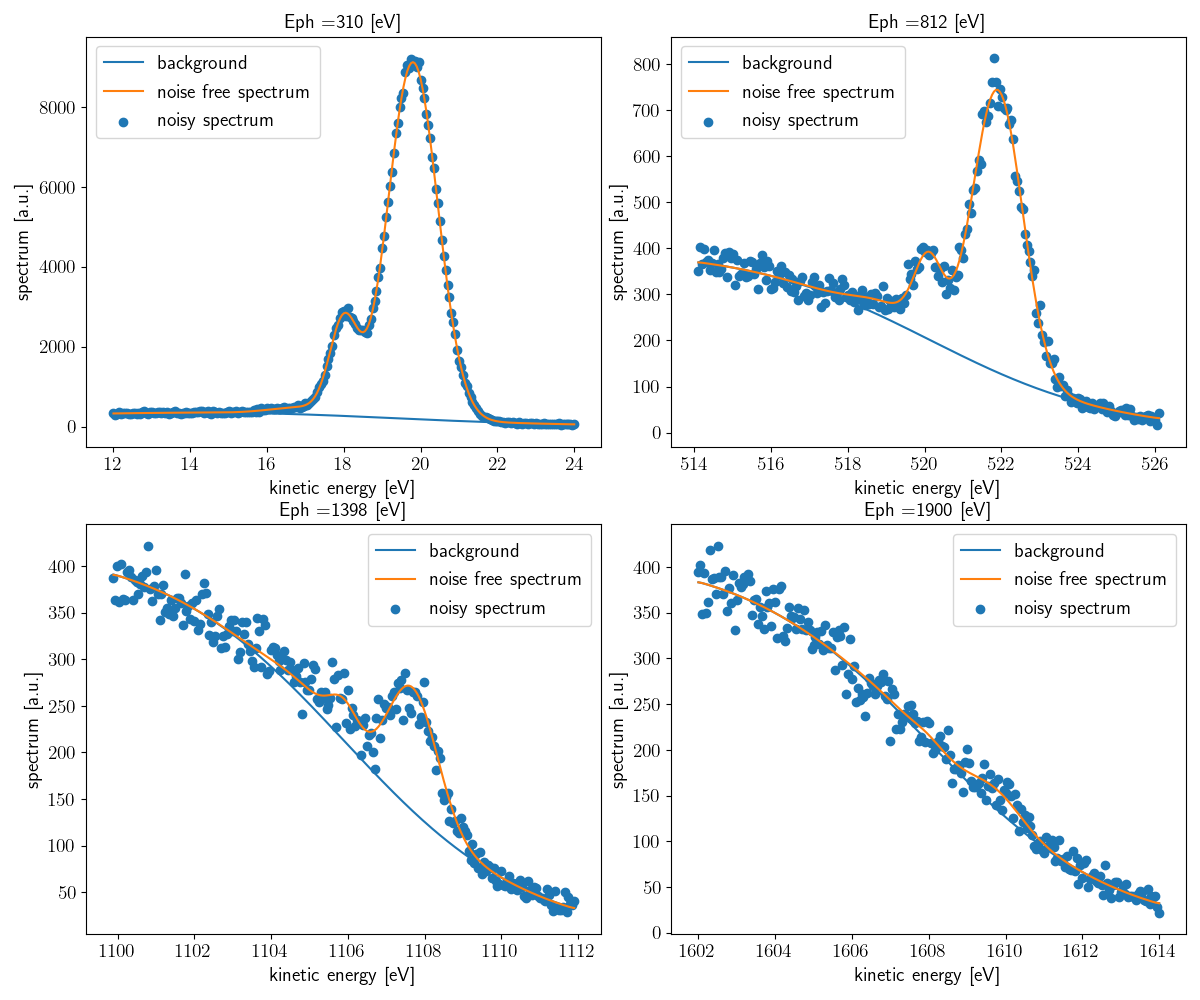 Eph =310 [eV]
background
noise free spectrum
noisy spectrum
spectrum [a.u.]
8000
6000
4000
2000
0
12 14 16 18 20 22 24
kinetic energy [eV]
Eph =812 [eV]
background
noise free spectrum
noisy spectrum
spectrum [a.u.]
800
700
600
500
400
300
200
100
0
514 516 518 520 522 524 526
kinetic energy [eV]
Eph =1398 [eV]
background
noise free spectrum
noisy spectrum
spectrum [a.u.]
400
350
300
250
200
150
100
50
1100 1102 1104 1106 1108 1110 1112
kinetic energy [eV]
Eph =1900 [eV]
background
noise free spectrum
noisy spectrum
spectrum [a.u.]
400
350
300
250
200
150
100
50
0
1602 1604 1606 1608 1610 1612 1614
kinetic energy [eV]